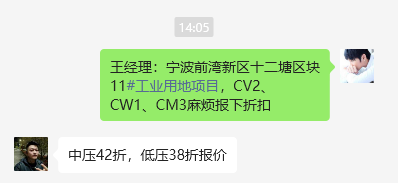 14:05
王经理：宁波前湾新区十二塘区块
11#工业用地项目，CV2、
CW1、CM3麻烦报下折扣
中压42折，低压38折报价